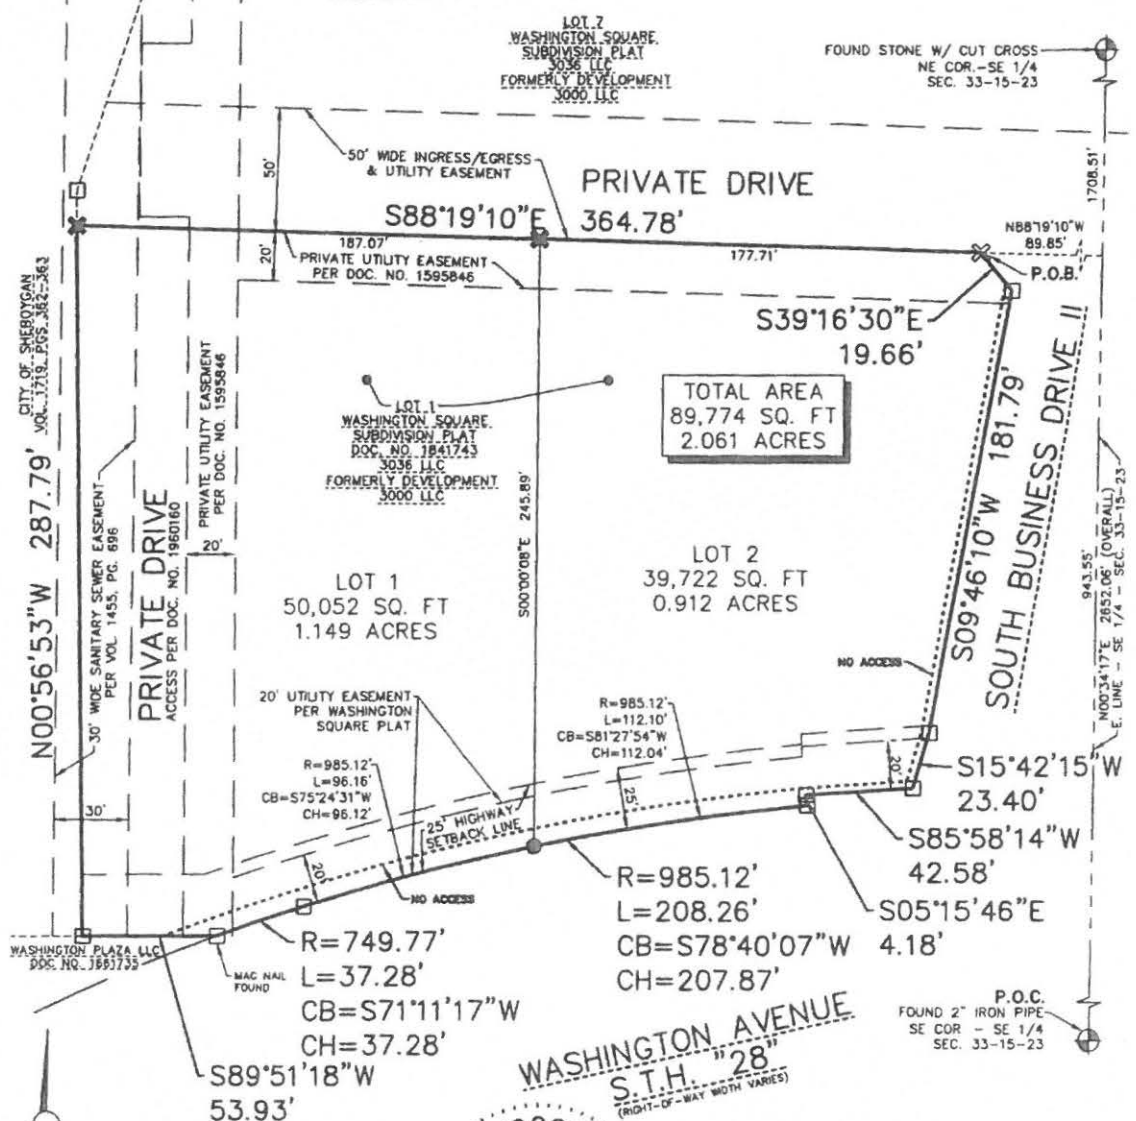 LOT 7
WASHINGTON SQUARE
SUBDIVISION PLAT
3036 LLC
FORMERLY DEVELOPMENT
3000 LLC
FOUND STONE W/ CUT CROSS
NE COR.-SE 1/4
SEC. 33-15-23
1708.51'
50'
50' WIDE INGRESS/EGRESS
& UTILITY EASEMENT
PRIVATE DRIVE
S88°19'10"E 364.78'
187.07'
177.71'
N88°19'10"W
89.85'
P.O.B.
20'
PRIVATE UTILITY EASEMENT
PER DOC. NO. 1595846
S39°16'30"E
19.66'
CITY OF SHEBOYGAN
VOL. 1719, PGS. 362-363
N00°56'53"W 287.79'
30' WIDE SANITARY SEWER EASEMENT
PER VOL. 1455, PG. 696
PRIVATE DRIVE
ACCESS PER DOC. NO. 1960160
PRIVATE UTILITY EASEMENT
PER DOC. NO. 1595846
20'
LOT 1
WASHINGTON SQUARE
SUBDIVISION PLAT
DOC. NO. 1841743
3036 LLC
FORMERLY DEVELOPMENT
3000 LLC
TOTAL AREA
89,774 SQ. FT
2.061 ACRES
S00°00'08"E 245.89'
S09°46'10"W 181.79'
SOUTH BUSINESS DRIVE II
943.55'
N00°34'17"E 2652.06' (OVERALL)
E. LINE - SE 1/4 - SEC. 33-15-23
LOT 1
50,052 SQ. FT
1.149 ACRES
LOT 2
39,722 SQ. FT
0.912 ACRES
NO ACCESS
20' UTILITY EASEMENT
PER WASHINGTON
SQUARE PLAT
R=985.12'
L=112.10'
CB=S81°27'54"W
CH=112.04'
R=985.12'
L=96.16'
CB=S75°24'31"W
CH=96.12'
25'
20'
S15°42'15"W
23.40'
30'
25' HIGHWAY
SETBACK LINE
20'
NO ACCESS
S85°58'14"W
42.58'
S05°15'46"E
4.18'
R=985.12'
L=208.26'
CB=S78°40'07"W
CH=207.87'
WASHINGTON PLAZA LLC
DOC NO. 1661735
MAG NAIL
FOUND
R=749.77'
L=37.28'
CB=S71°11'17"W
CH=37.28'
S89°51'18"W
53.93'
WASHINGTON AVENUE
S.T.H. "28"
(RIGHT-OF-WAY WIDTH VARIES)
P.O.C.
FOUND 2" IRON PIPE
SE COR - SE 1/4
SEC. 33-15-23